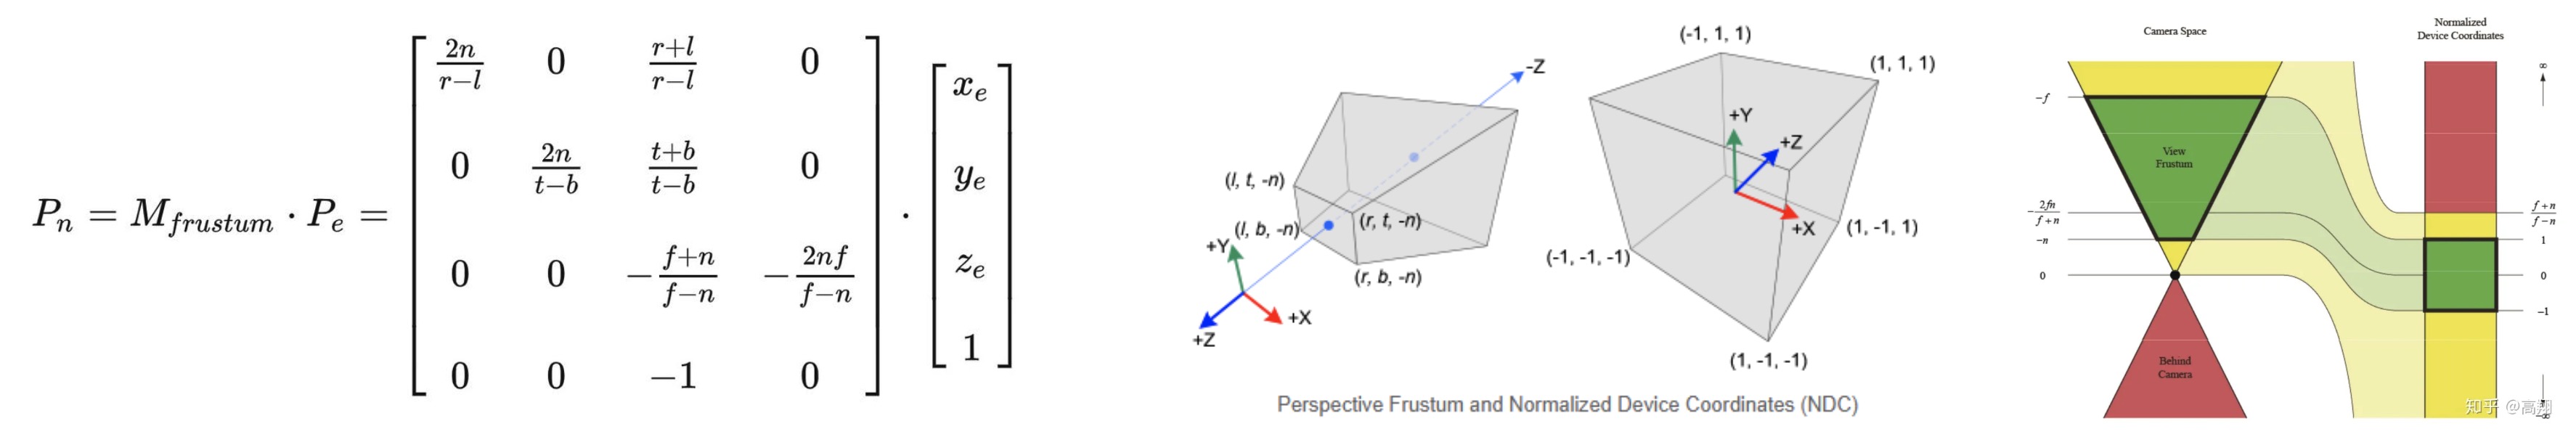 P_n = M_{frustum} · P_e = \begin{bmatrix} \frac{2n}{r-l} & 0 & \frac{r+l}{r-l} & 0 \\ 0 & \frac{2n}{t-b} & \frac{t+b}{t-b} & 0 \\ 0 & 0 & -\frac{f+n}{f-n} & -\frac{2nf}{f-n} \\ 0 & 0 & -1 & 0 \end{bmatrix} · \begin{bmatrix} x_e \\ y_e \\ z_e \\ 1 \end{bmatrix}
-Z
(l, t, -n)
(l, b, -n)
(r, t, -n)
(r, b, -n)
+Y
+X
+Z
(-1, 1, 1)
(1, 1, 1)
+Y
+Z
+X
(1, -1, 1)
(-1, -1, -1)
(1, -1, -1)
Perspective Frustum and Normalized Device Coordinates (NDC)
Camera Space
Normalized
Device Coordinates
-f
View
Frustum
-\frac{2fn}{f+n}
-n
0
Behind
Camera
∞
\frac{f+n}{f-n}
1
0
-1
知乎 @高翔